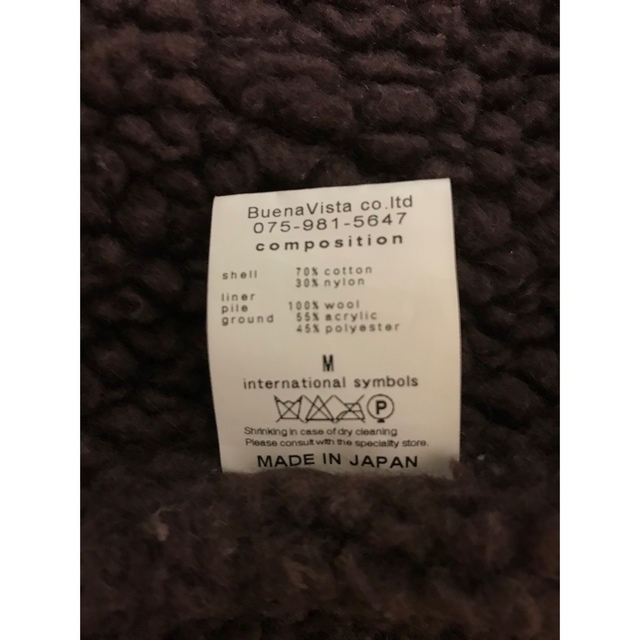 BuenaVista co.ltd
075-981-5647
composition
shell 70% cotton
30% nylon
liner
pile 100% wool
ground 55% acrylic
45% polyester
M
international symbols
P
Shrinking in case of dry cleaning
Please consult with the specialty store.
MADE IN JAPAN